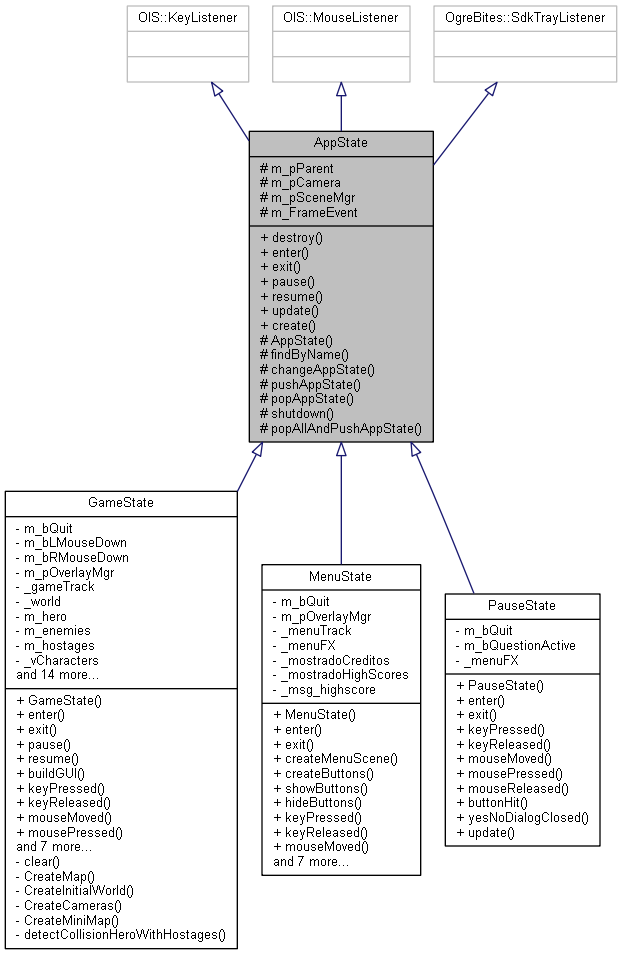 OIS::KeyListener
OIS::MouseListener
OgreBites::SdkTrayListener
AppState
# m_pParent
# m_pCamera
# m_pSceneMgr
# m_FrameEvent
+ destroy()
+ enter()
+ exit()
+ pause()
+ resume()
+ update()
+ create()
# AppState()
# findByName()
# changeAppState()
# pushAppState()
# popAppState()
# shutdown()
# popAllAndPushAppState()
GameState
- m_bQuit
- m_bLMouseDown
- m_bRMouseDown
- m_pOverlayMgr
- _gameTrack
- _world
- m_hero
- m_enemies
- m_hostages
- _vCharacters
and 14 more...
+ GameState()
+ enter()
+ exit()
+ pause()
+ resume()
+ buildGUI()
+ keyPressed()
+ keyReleased()
+ mouseMoved()
+ mousePressed()
and 7 more...
- clear()
- CreateMap()
- CreateInitialWorld()
- CreateCameras()
- CreateMiniMap()
- detectCollisionHeroWithHostages()
MenuState
- m_bQuit
- m_pOverlayMgr
- _menuTrack
- _menuFX
- _mostradoCreditos
- _mostradoHighScores
- _msg_highscore
+ MenuState()
+ enter()
+ exit()
+ createMenuScene()
+ createButtons()
+ showButtons()
+ hideButtons()
+ keyPressed()
+ keyReleased()
+ mouseMoved()
and 7 more...
PauseState
- m_bQuit
- m_bQuestionActive
- _menuFX
+ PauseState()
+ enter()
+ exit()
+ keyPressed()
+ keyReleased()
+ mouseMoved()
+ mousePressed()
+ mouseReleased()
+ buttonHit()
+ yesNoDialogClosed()
+ update()